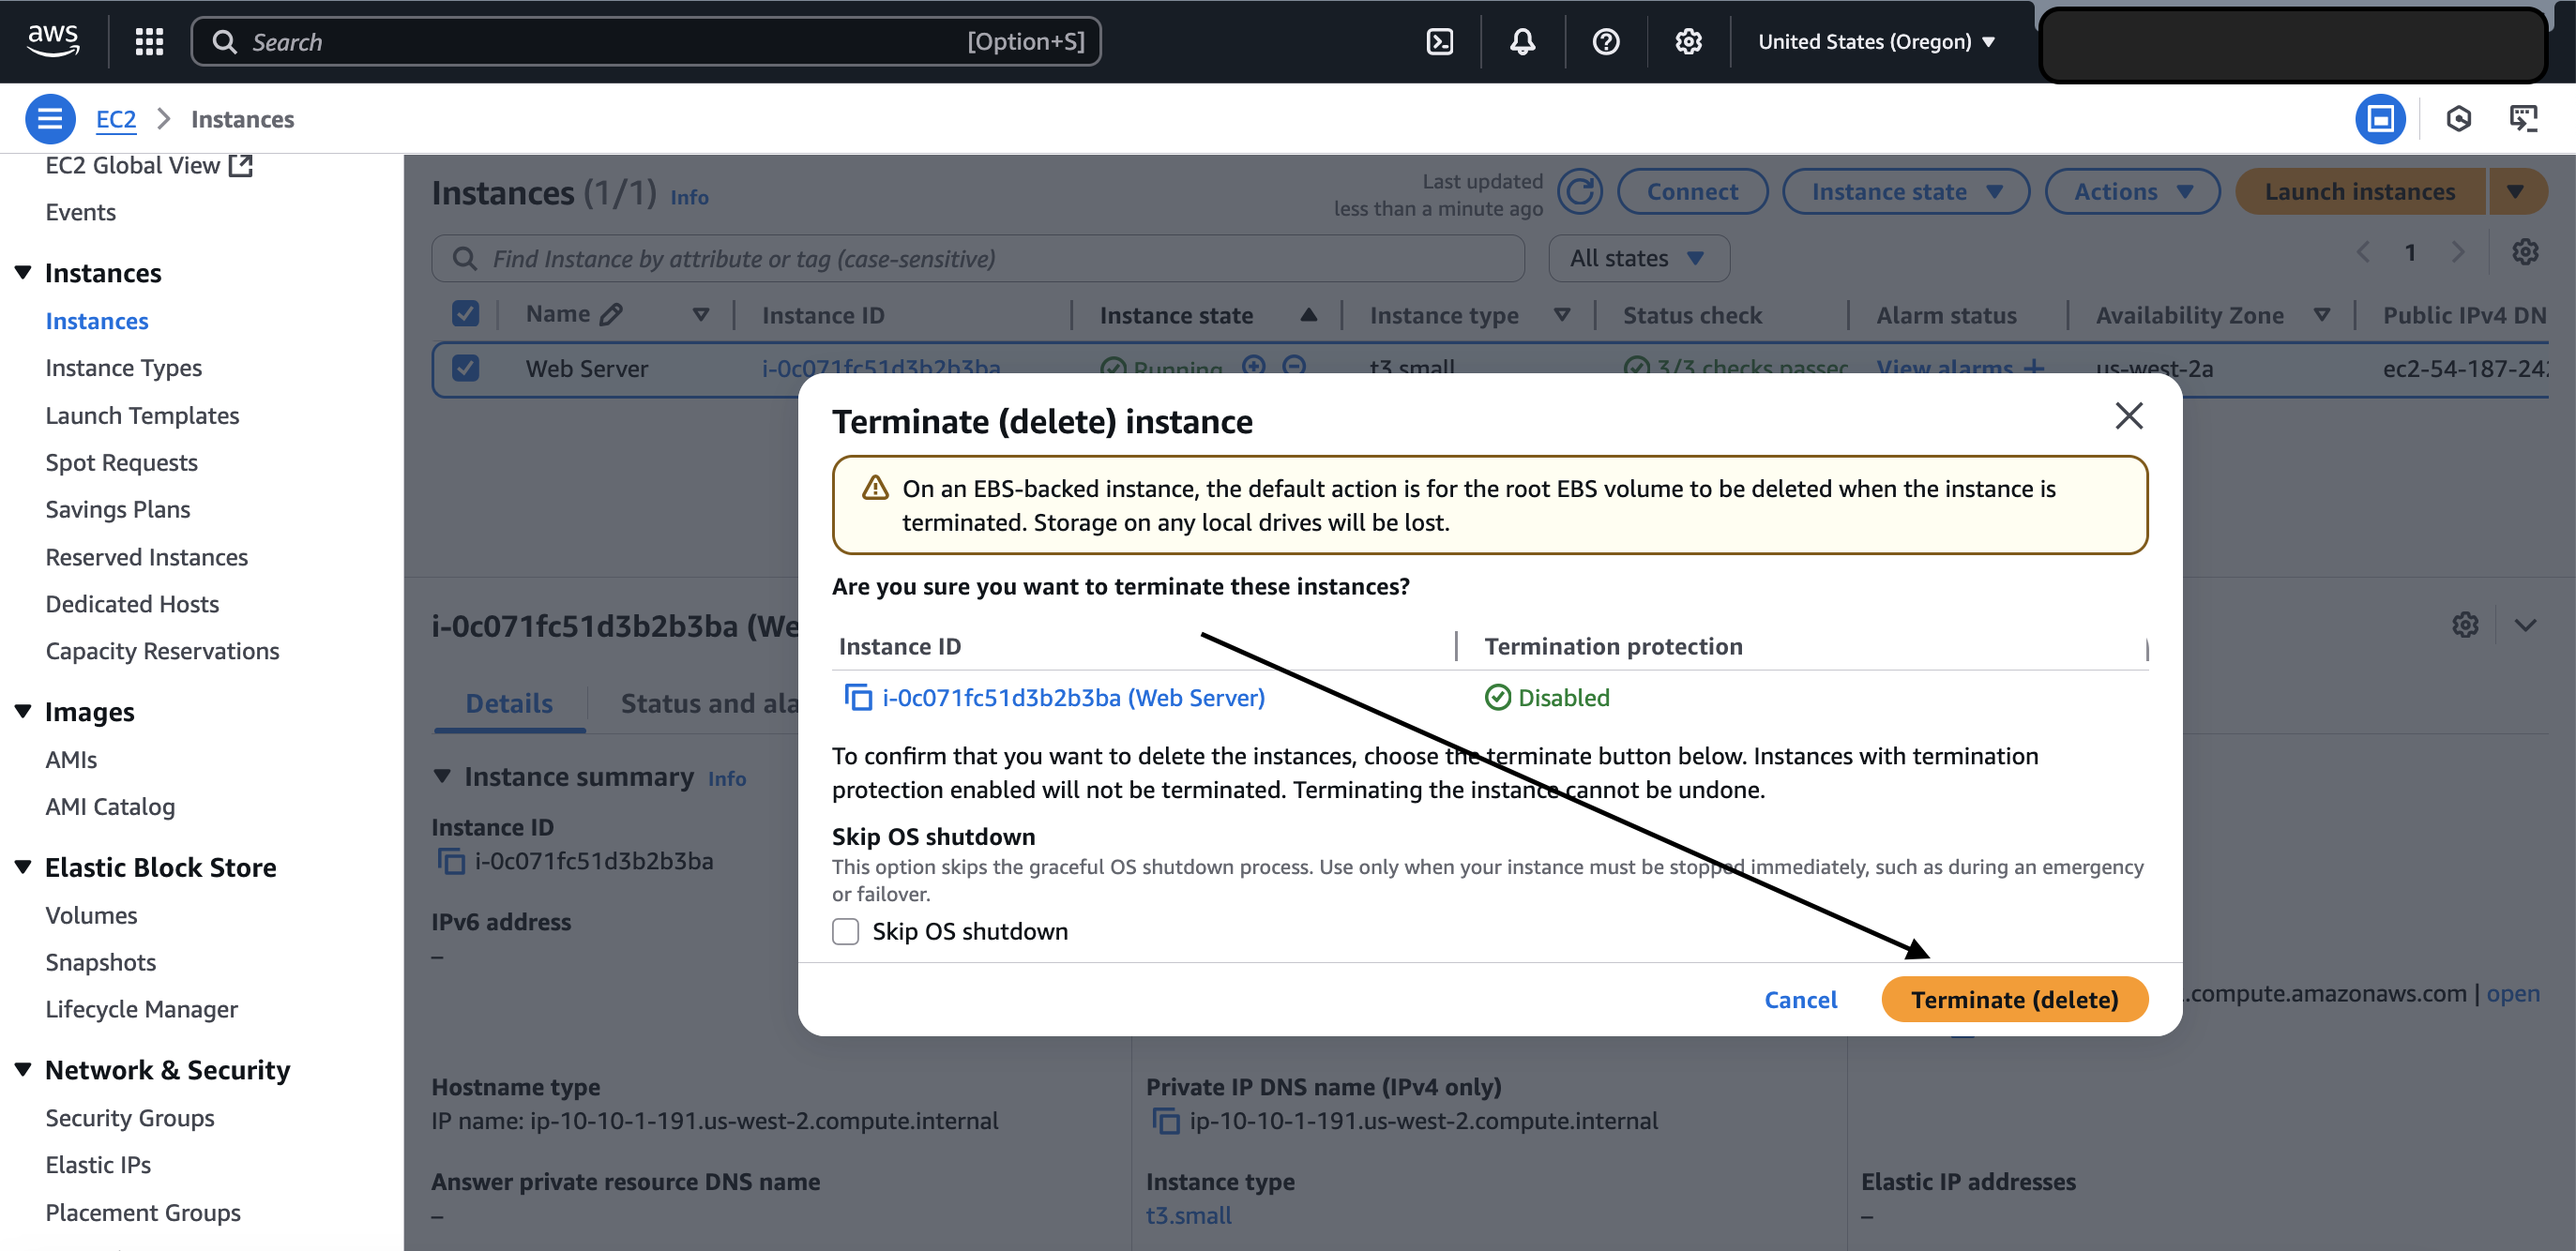 aws
Search
[Option+S]
United States (Oregon)
EC2
Instances
EC2 Global View
Events
Instances
Instances
Instance Types
Launch Templates
Spot Requests
Savings Plans
Reserved Instances
Dedicated Hosts
Capacity Reservations
Images
AMIs
AMI Catalog
Elastic Block Store
Volumes
Snapshots
Lifecycle Manager
Network & Security
Security Groups
Elastic IPs
Placement Groups
Instances (1/1) Info
Last updated
less than a minute ago
Connect
Instance state
Actions
Launch instances
Find Instance by attribute or tag (case-sensitive)
All states
1
Name
Instance ID
Instance state
Instance type
Status check
Alarm status
Availability Zone
Public IPv4 DN
Web Server
i-0c071fc51d3b2b3ba
Running
t3.small
3/3 checks passec
View alarms +
us-west-2a
ec2-54-187-24
Terminate (delete) instance
On an EBS-backed instance, the default action is for the root EBS volume to be deleted when the instance is
terminated. Storage on any local drives will be lost.
Are you sure you want to terminate these instances?
Instance ID
Termination protection
i-0c071fc51d3b2b3ba (Web Server)
Disabled
To confirm that you want to delete the instances, choose the terminate button below. Instances with termination
protection enabled will not be terminated. Terminating the instance cannot be undone.
Skip OS shutdown
This option skips the graceful OS shutdown process. Use only when your instance must be stopped immediately, such as during an emergency
or failover.
Skip OS shutdown
Cancel
Terminate (delete)
i-0c071fc51d3b2b3ba (We
Details
Status and ala
Instance summary Info
Instance ID
i-0c071fc51d3b2b3ba
IPv6 address
–
.compute.amazonaws.com | open
Hostname type
IP name: ip-10-10-1-191.us-west-2.compute.internal
Private IP DNS name (IPv4 only)
ip-10-10-1-191.us-west-2.compute.internal
Answer private resource DNS name
–
Instance type
t3.small
Elastic IP addresses
–